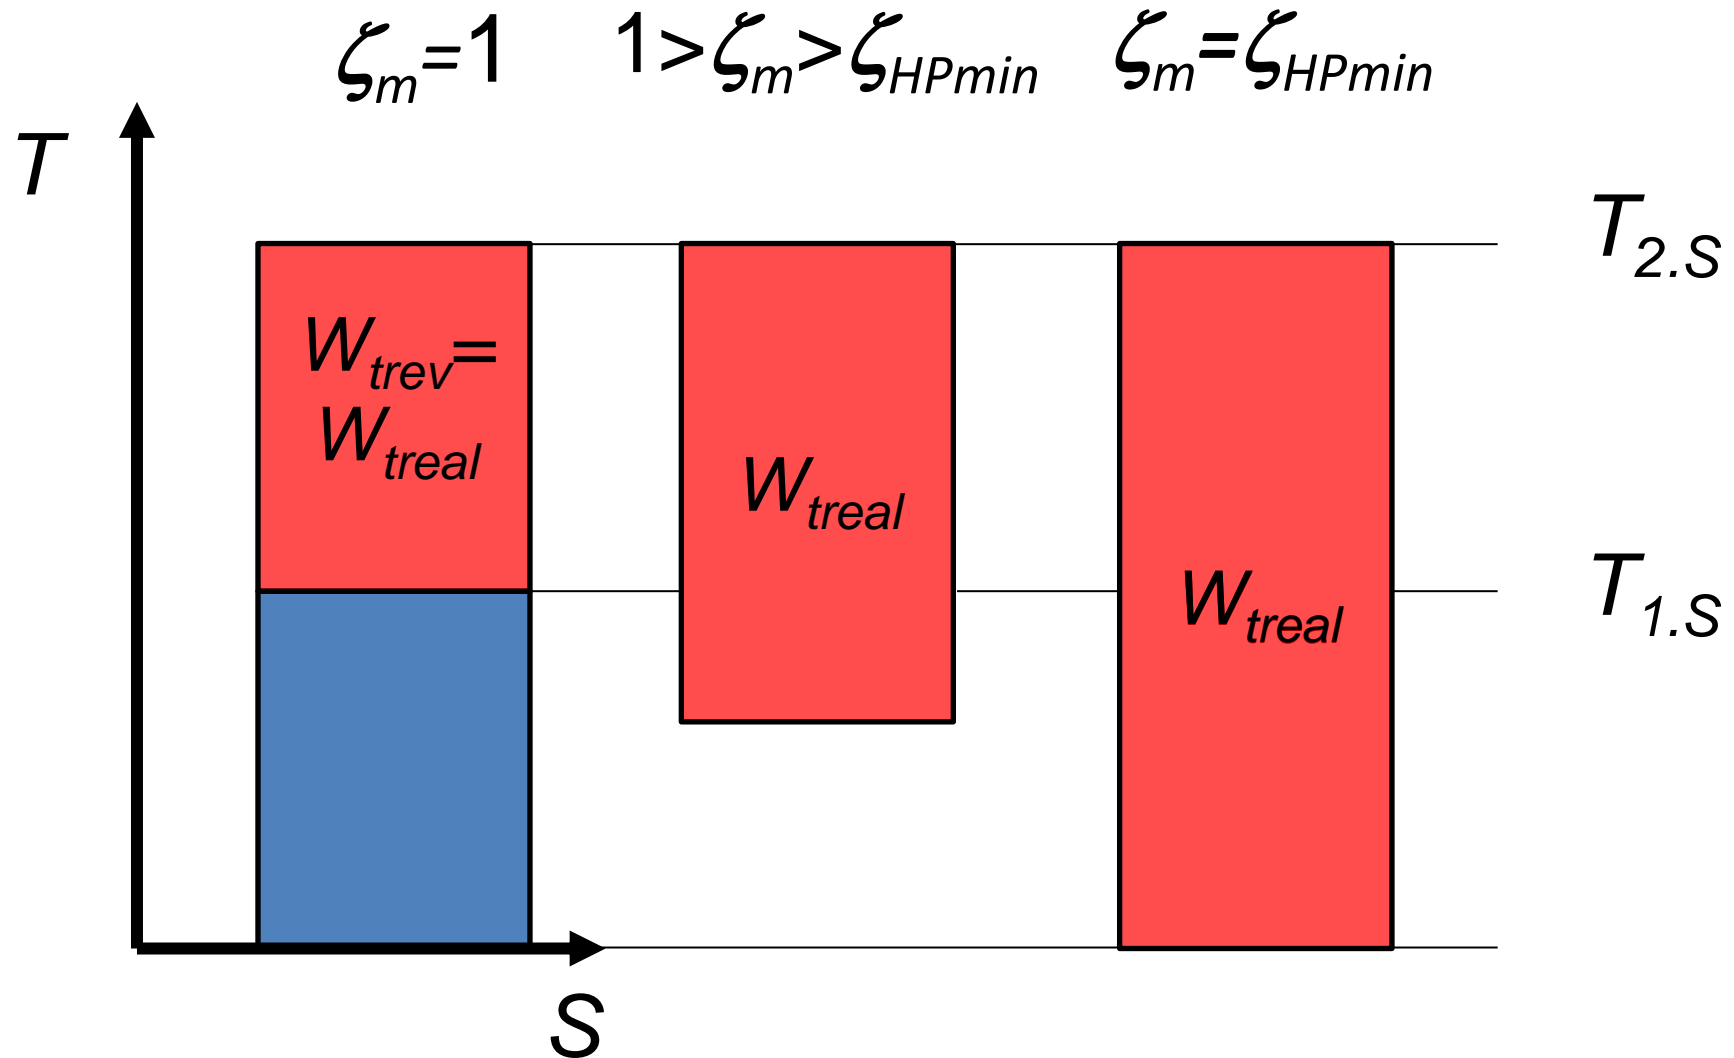 ζm=1 1>ζm>ζHPmin ζm=ζHPmin
T
T2.S
Wtrev=
Wtreal
Wtreal
T1.S
Wtreal
S